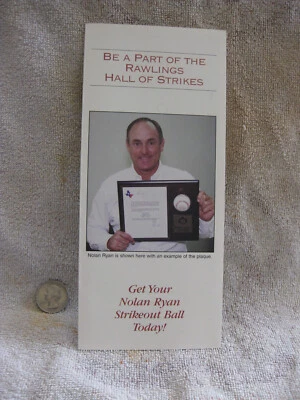 BE A PART OF THE
RAWLINGS
HALL OF STRIKES
Nolan Ryan is shown here with an example of the plaque.
Get Your
Nolan Ryan
Strikeout Ball
Today!